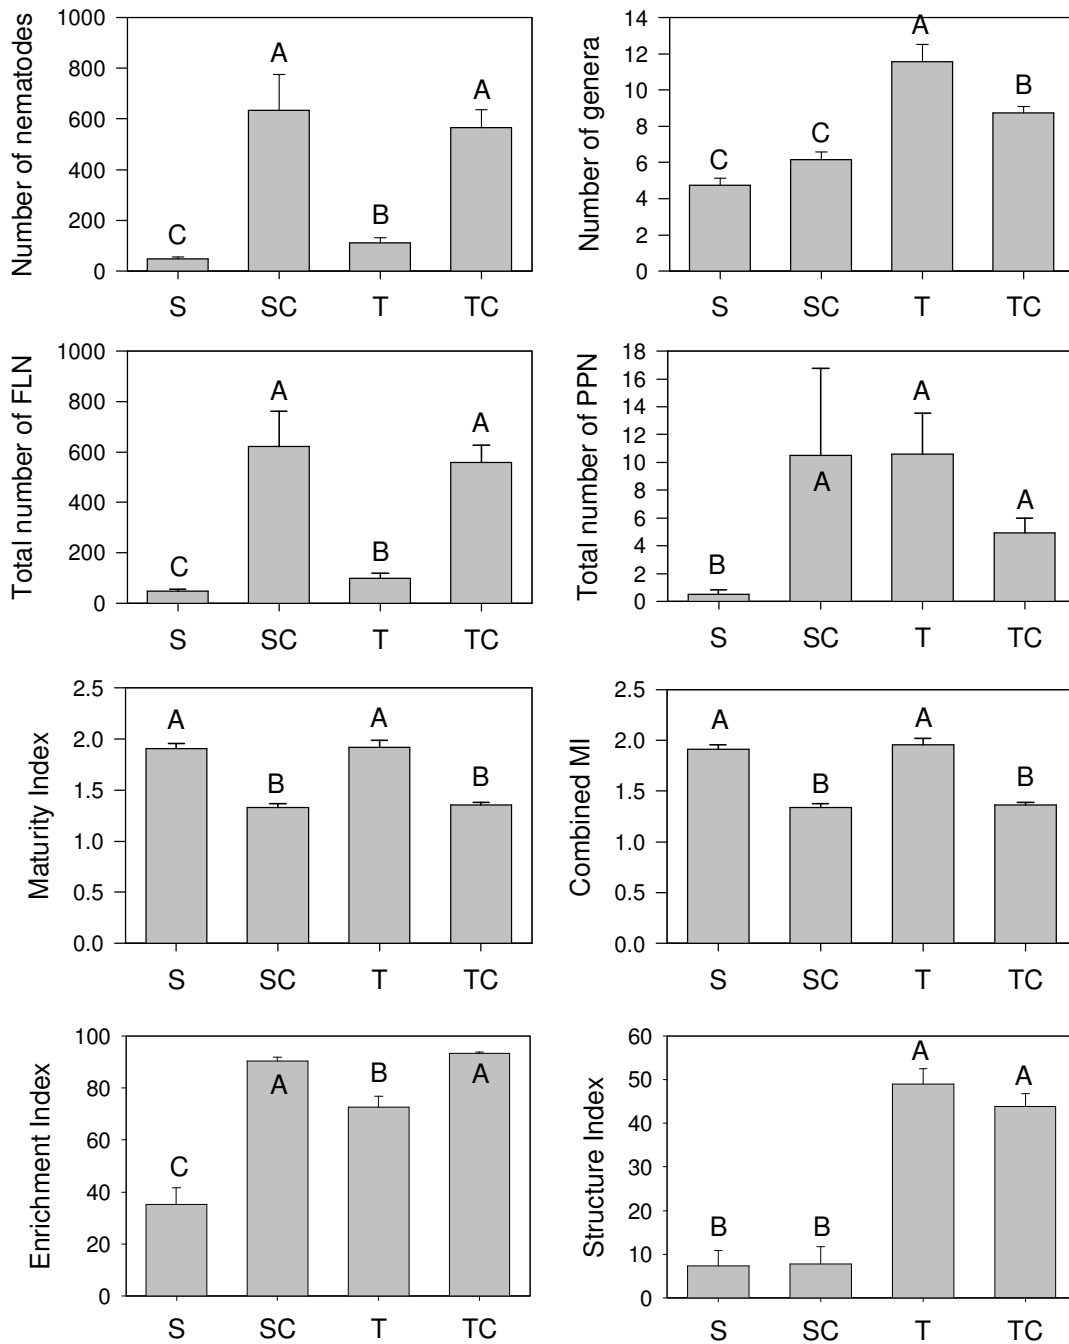 Number of nematodes
1000
800
600
400
200
0
C
A
B
A
S SC T TC
Number of genera
14
12
10
8
6
4
2
0
C
C
A
B
S SC T TC
Total number of FLN
1000
800
600
400
200
0
C
A
B
A
S SC T TC
Total number of PPN
18
16
14
12
10
8
6
4
2
0
B
A
A
A
S SC T TC
Maturity Index
2.5
2.0
1.5
1.0
0.5
0.0
A
B
A
B
S SC T TC
Combined MI
2.5
2.0
1.5
1.0
0.5
0.0
A
B
A
B
S SC T TC
Enrichment Index
100
80
60
40
20
0
C
A
B
A
S SC T TC
Structure Index
60
50
40
30
20
10
0
B
B
A
A
S SC T TC